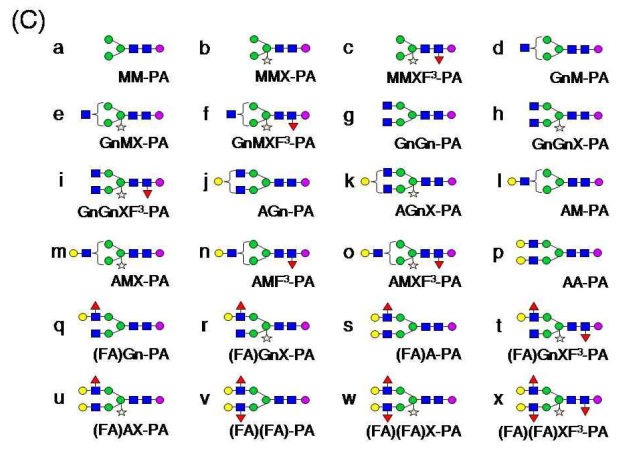 (C)
a b c d
MM-PA MMX-PA MMXF³-PA GnM-PA
e f g h
GnMX-PA GnMXF³-PA GnGn-PA GnGnX-PA
i j k l
GnGnXF³-PA AGn-PA AGnX-PA AM-PA
m n o p
AMX-PA AMF³-PA AMXF³-PA AA-PA
q r s t
(FA)Gn-PA (FA)GnX-PA (FA)A-PA (FA)GnXF³-PA
u v w x
(FA)AX-PA (FA)(FA)-PA (FA)(FA)X-PA (FA)(FA)XF³-PA